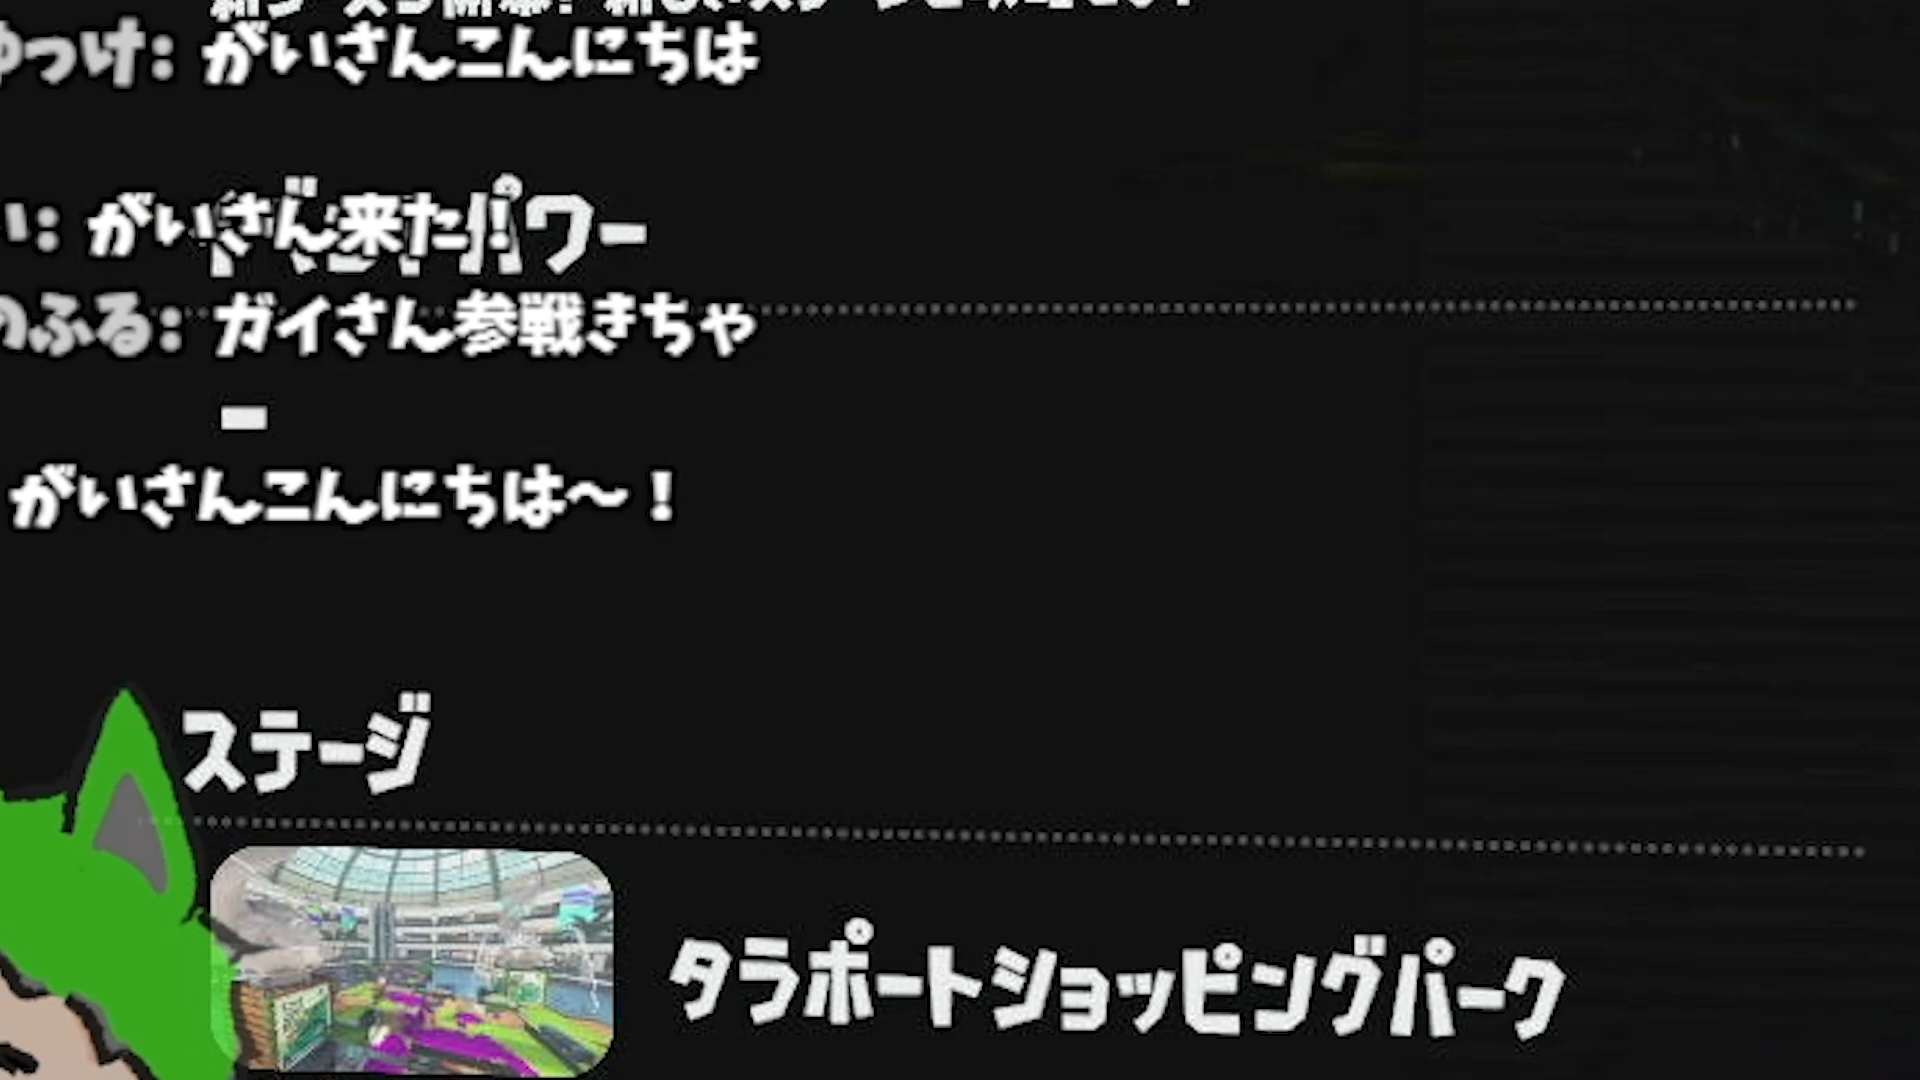 ゆっけ: がいさんこんにちは
い: がいさん来た!
パワー
のふる: ガイさん参戦きちゃ
ー
がいさんこんにちは～！
ステージ
タラポートショッピングパーク